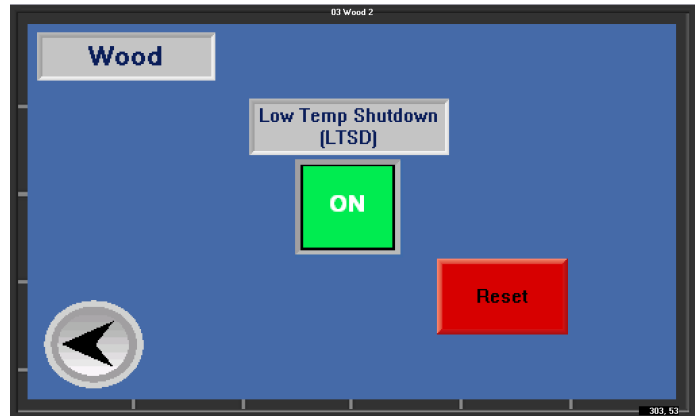 03 Wood 2
Wood
Low Temp Shutdown
(LTSD)
ON
Reset
303, 53